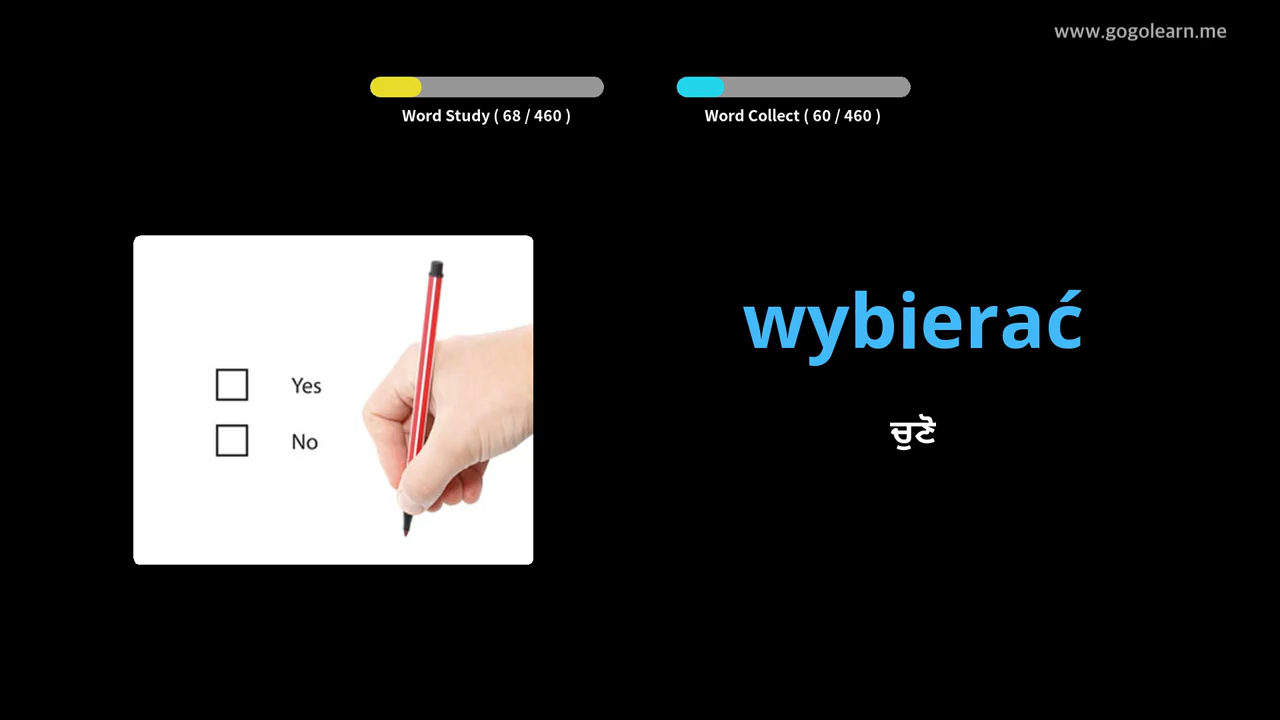 www.gogolearn.me
Word Study ( 68 / 460 )
Word Collect ( 60 / 460 )
Yes
No
wybierać
ਚੁਣੋ